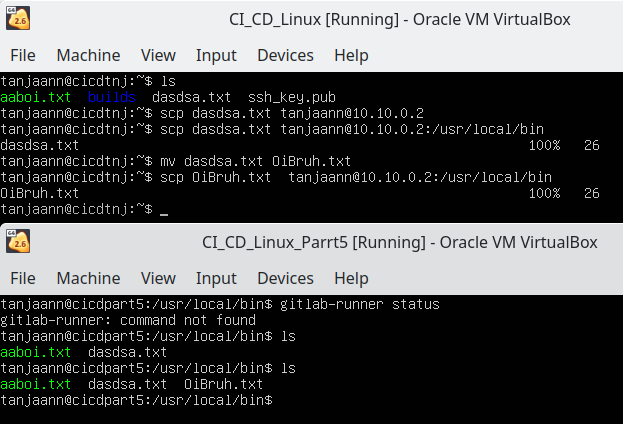 CI_CD_Linux [Running] - Oracle VM VirtualBox
File Machine View Input Devices Help
tanjaann@cicdtnj:~$ ls
aaboi.txt builds dasdsa.txt ssh_key.pub
tanjaann@cicdtnj:~$ scp dasdsa.txt tanjaann@10.10.0.2
tanjaann@cicdtnj:~$ scp dasdsa.txt tanjaann@10.10.0.2:/usr/local/bin
dasdsa.txt 100% 26
tanjaann@cicdtnj:~$ mv dasdsa.txt OiBruh.txt
tanjaann@cicdtnj:~$ scp OiBruh.txt  tanjaann@10.10.0.2:/usr/local/bin
OiBruh.txt 100% 26
tanjaann@cicdtnj:~$ _
CI_CD_Linux_Parrt5 [Running] - Oracle VM VirtualBox
File Machine View Input Devices Help
tanjaann@cicdpart5:/usr/local/bin$ gitlab-runner status
gitlab-runner: command not found
tanjaann@cicdpart5:/usr/local/bin$ ls
aaboi.txt dasdsa.txt
tanjaann@cicdpart5:/usr/local/bin$ ls
aaboi.txt dasdsa.txt OiBruh.txt
tanjaann@cicdpart5:/usr/local/bin$